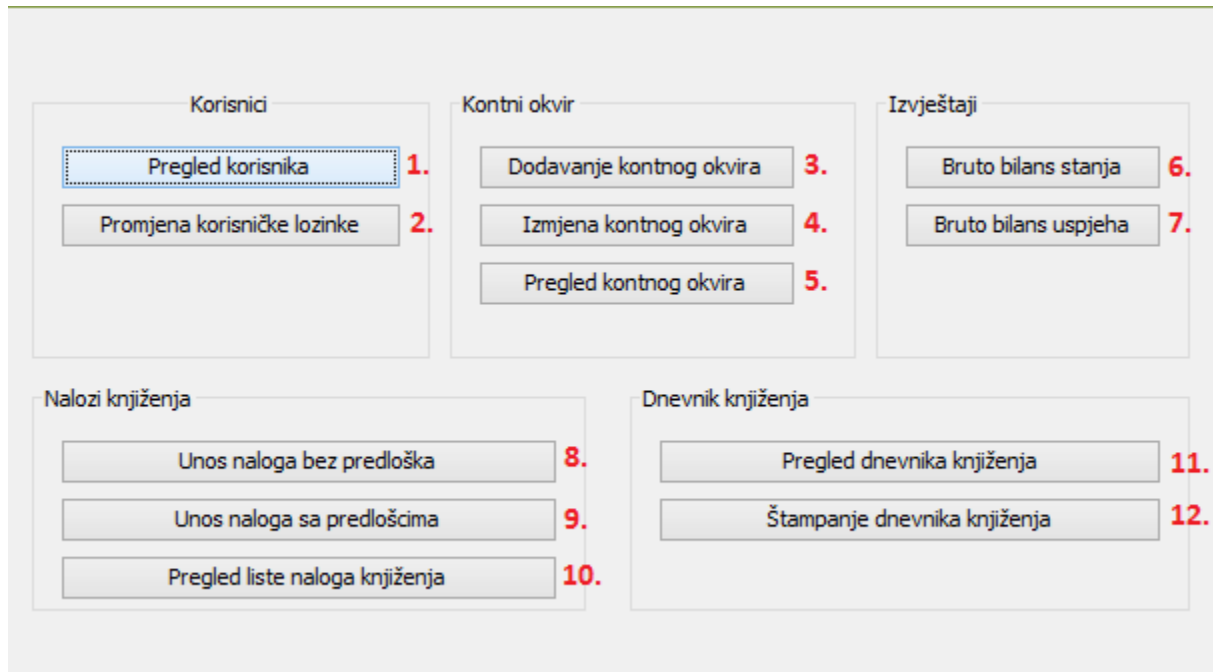 Korisnici
Pregled korisnika 1.
Promjena korisničke lozinke 2.
Kontni okvir
Dodavanje kontnog okvira 3.
Izmjena kontnog okvira 4.
Pregled kontnog okvira 5.
Izvještaji
Bruto bilans stanja 6.
Bruto bilans uspjeha 7.
Nalozi knjiženja
Unos naloga bez predloška 8.
Unos naloga sa predlošcima 9.
Pregled liste naloga knjiženja 10.
Dnevnik knjiženja
Pregled dnevnika knjiženja 11.
Štampanje dnevnika knjiženja 12.